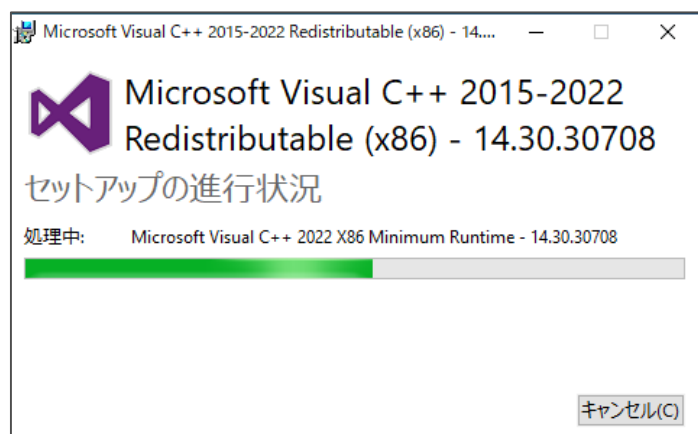 Microsoft Visual C++ 2015-2022 Redistributable (x86) - 14....
Microsoft Visual C++ 2015-2022
Redistributable (x86) - 14.30.30708
セットアップの進行状況
処理中: Microsoft Visual C++ 2022 X86 Minimum Runtime - 14.30.30708
キャンセル(C)